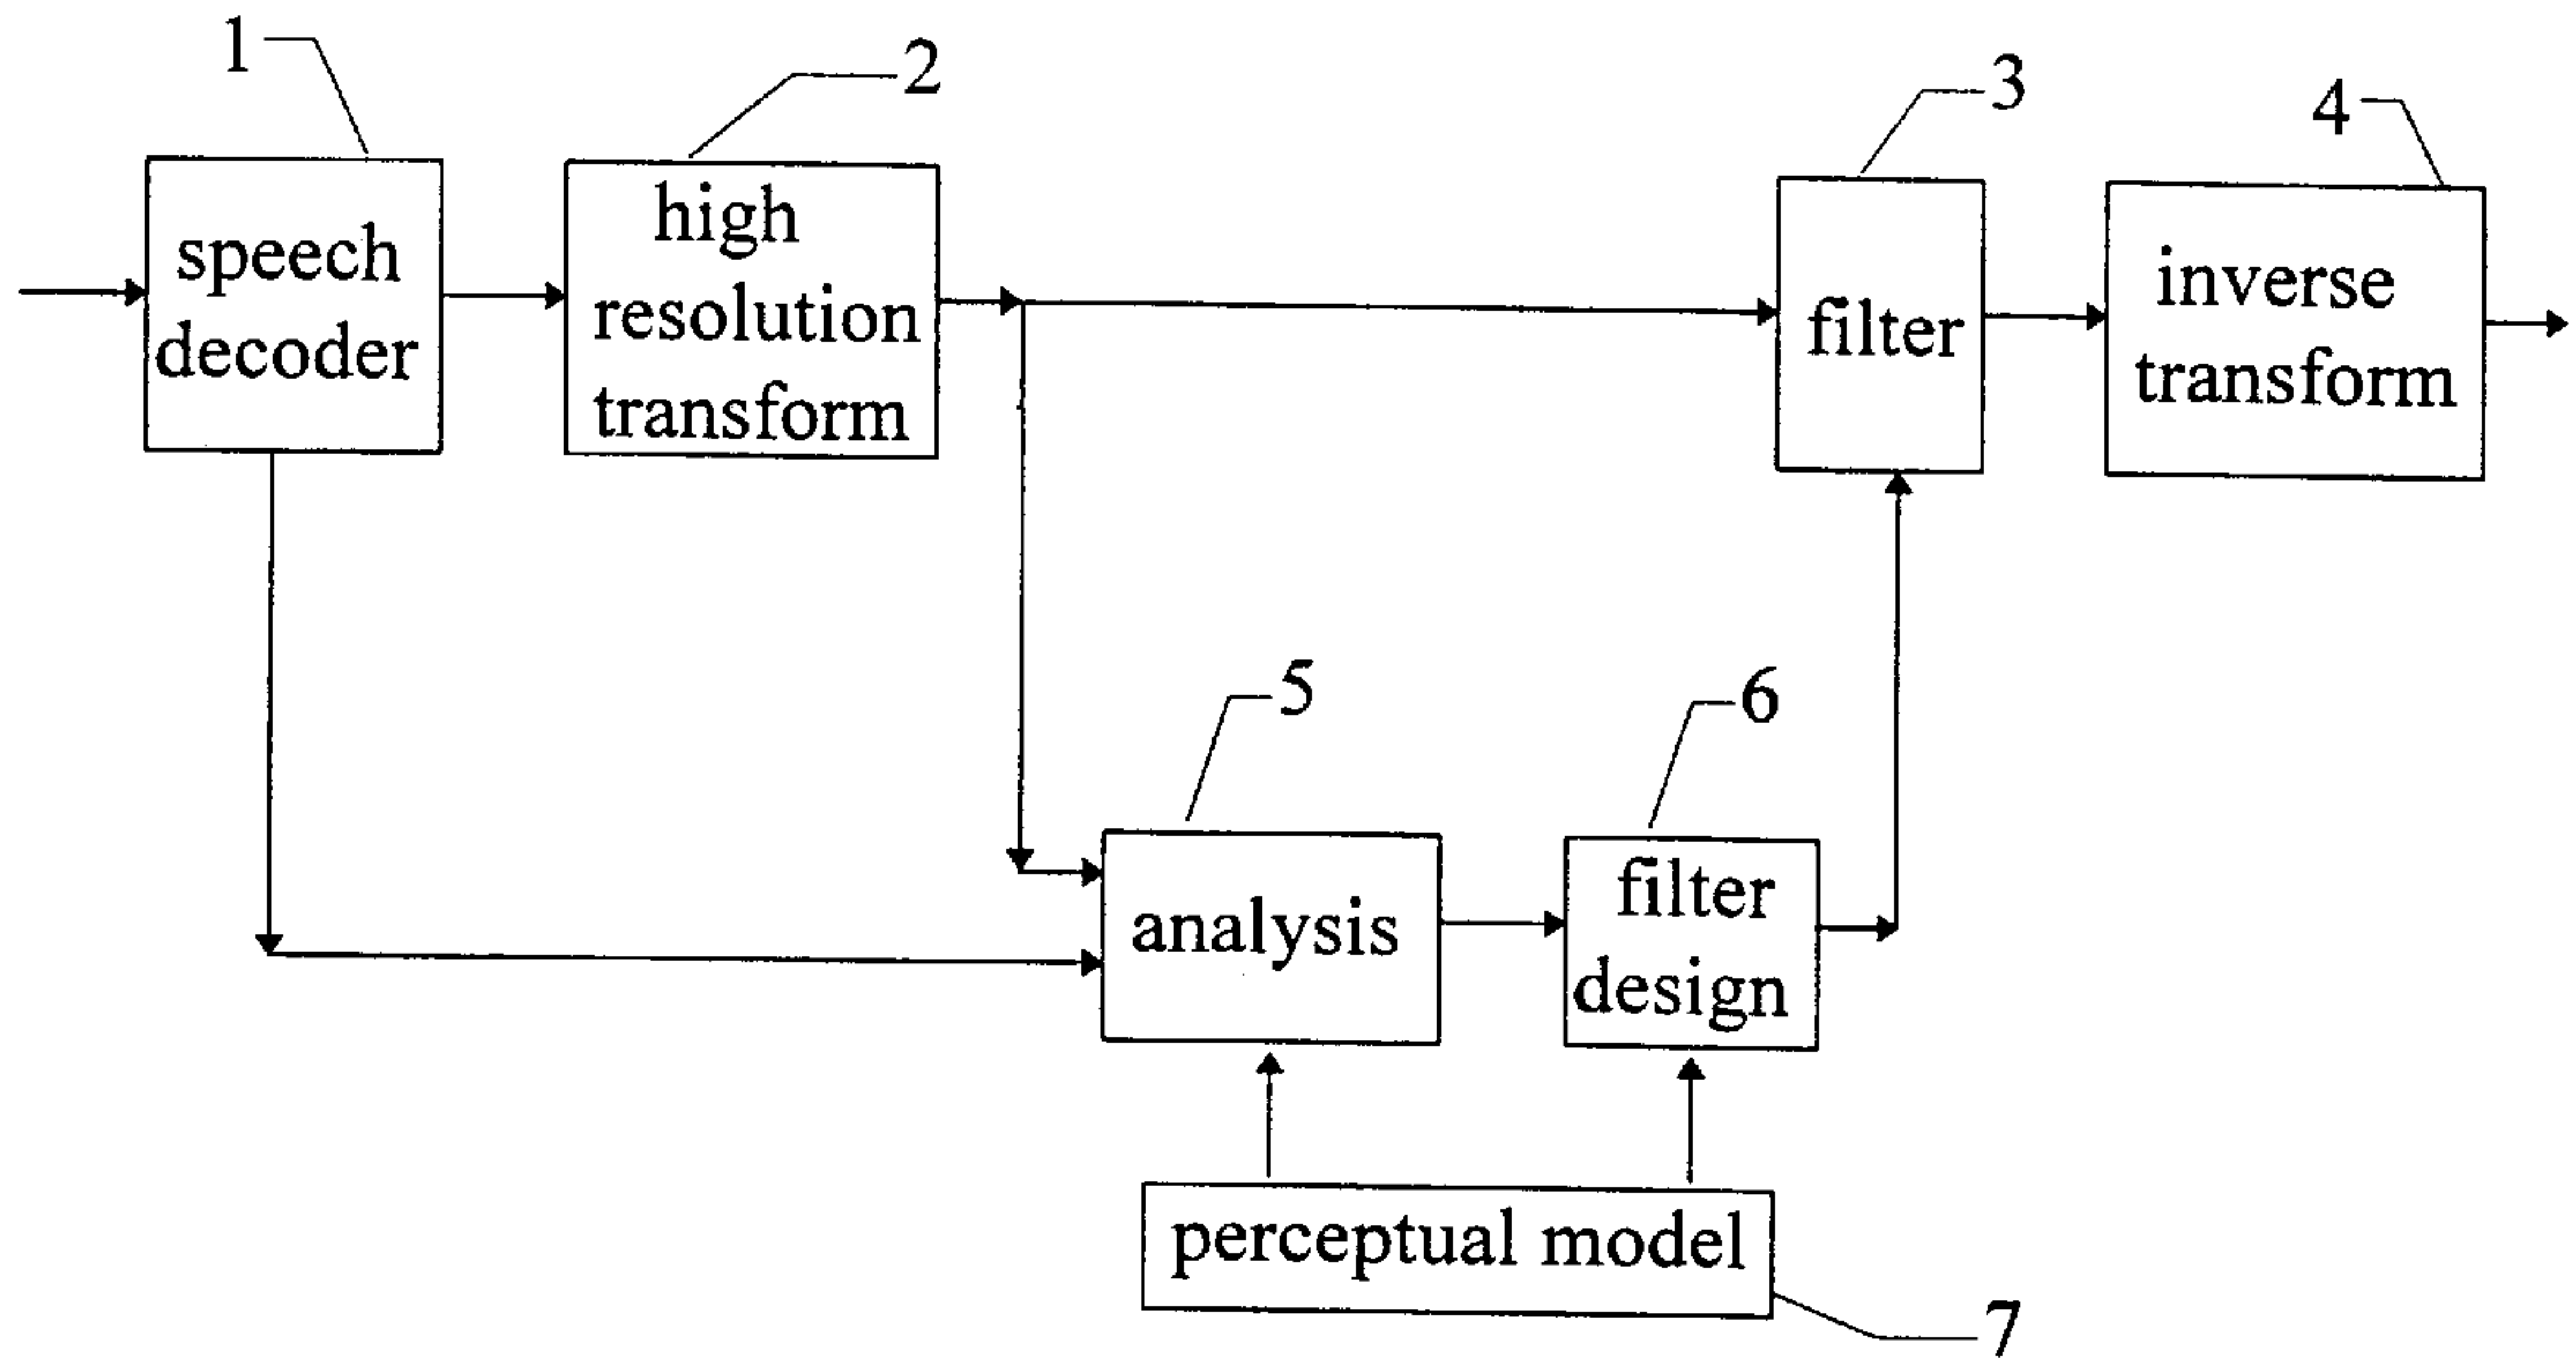 1
2
3
4
speech
decoder
high
resolution
transform
filter
inverse
transform
5
6
analysis
filter
design
perceptual model
7